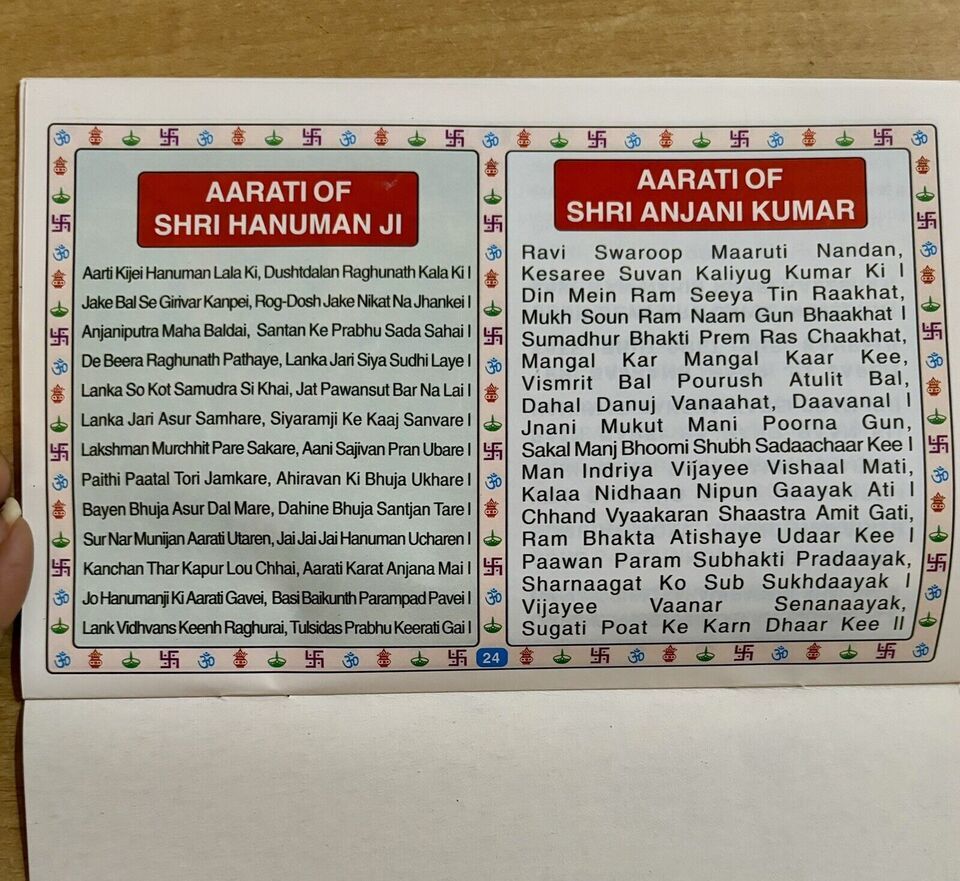 AARATI OF
SHRI HANUMAN JI
Aarti Kijei Hanuman Lala Ki, Dushtdalan Raghunath Kala Ki I
Jake Bal Se Girivar Kanpei, Rog-Dosh Jake Nikat Na Jhankei I
Anjaniputra Maha Baldai, Santan Ke Prabhu Sada Sahai I
De Beera Raghunath Pathaye, Lanka Jari Siya Sudhi Laye I
Lanka So Kot Samudra Si Khai, Jat Pawansut Bar Na Lai I
Lanka Jari Asur Samhare, Siyaramji Ke Kaaj Sanvare I
Lakshman Murchhit Pare Sakare, Aani Sajivan Pran Ubare I
Paithi Paatal Tori Jamkare, Ahiravan Ki Bhuja Ukhare I
Bayen Bhuja Asur Dal Mare, Dahine Bhuja Santjan Tare I
Sur Nar Munijan Aarati Utaren, Jai Jai Jai Hanuman Ucharen I
Kanchan Thar Kapur Lou Chhai, Aarati Karat Anjana Mai I
Jo Hanumanji Ki Aarati Gavei, Basi Baikunth Parampad Pavei I
Lank Vidhvans Keenh Raghurai, Tulsidas Prabhu Keerati Gai I
AARATI OF
SHRI ANJANI KUMAR
Ravi Swaroop Maaruti Nandan,
Kesaree Suvan Kaliyug Kumar Ki I
Din Mein Ram Seeya Tin Raakhat,
Mukh Soun Ram Naam Gun Bhaakhat I
Sumadhur Bhakti Prem Ras Chaakhat,
Mangal Kar Mangal Kaar Kee,
Vismrit Bal Pourush Atulit Bal,
Dahal Danuj Vanaahat, Daavanal I
Jnani Mukut Mani Poorna Gun,
Sakal Manj Bhoomi Shubh Sadaachaar Kee I
Man Indriya Vijayee Vishaal Mati,
Kalaa Nidhaan Nipun Gaayak Ati I
Chhand Vyaakaran Shaastra Amit Gati,
Ram Bhakta Atishaye Udaar Kee I
Paawan Param Subhakti Pradaayak,
Sharnaagat Ko Sub Sukhdaayak I
Vijayee Vaanar Senanaayak,
Sugati Poat Ke Karn Dhaar Kee II
24